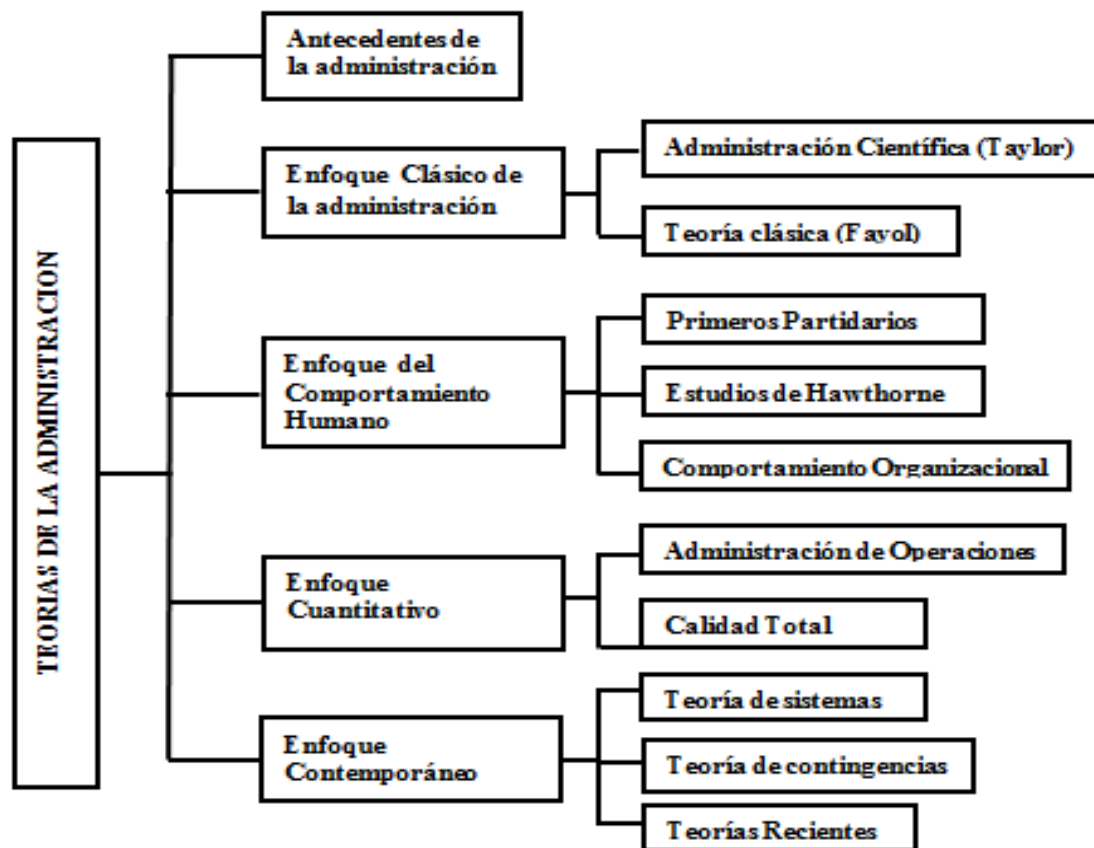 TEORIAS DE LA ADMINISTRACION
Antecedentes de
la administración
Enfoque Clásico de
la administración
Administración Científica (Taylor)
Teoría clásica (Fayol)
Enfoque del
Comportamiento
Humano
Primeros Partidarios
Estudios de Hawthorne
Comportamiento Organizacional
Enfoque
Cuantitativo
Administración de Operaciones
Calidad Total
Enfoque
Contemporáneo
Teoría de sistemas
Teoría de contingencias
Teorías Recientes